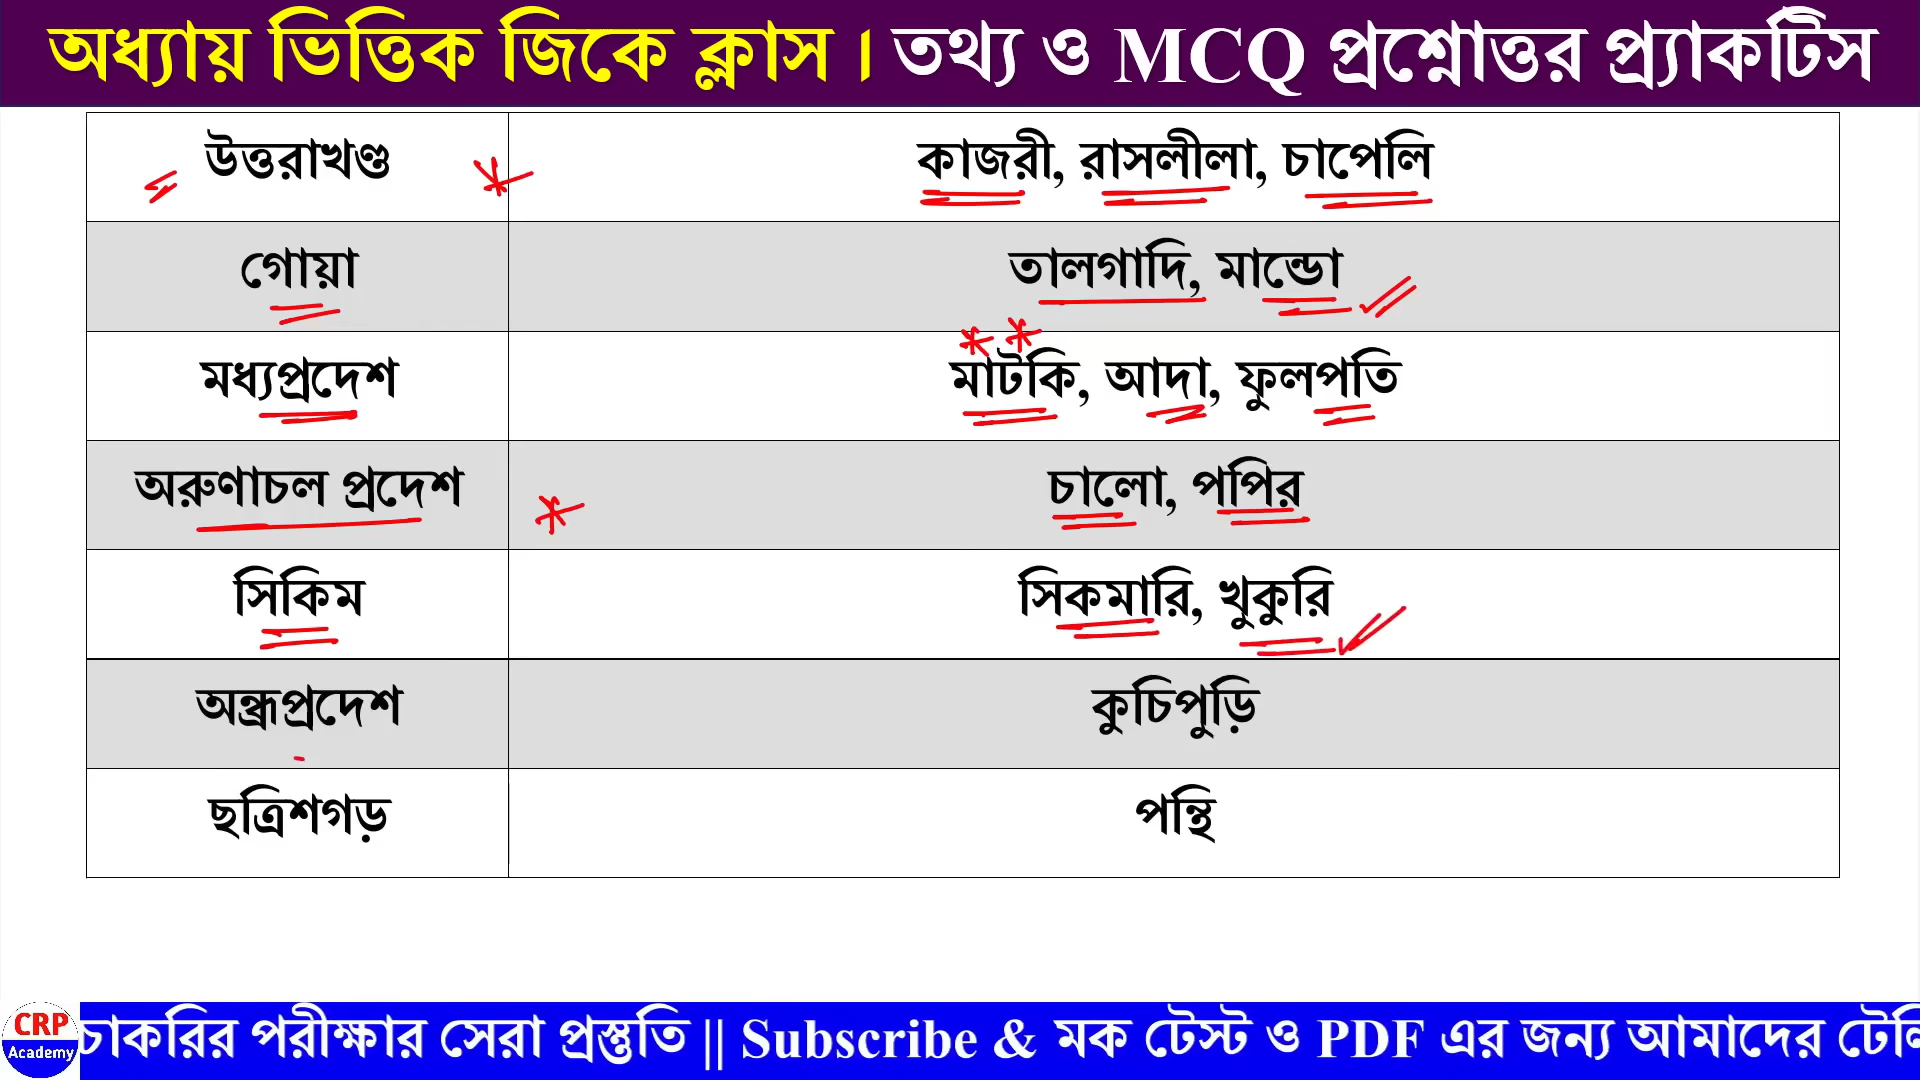 অধ্যায় ভিত্তিক জিকে ক্লাস । তথ্য ও MCQ প্রশ্নোত্তর প্র্যাকটিস
উত্তরাখণ্ড কাজরী, রাসলীলা, চাপেলি
গোয়া তালগাদি, মান্ডো
মধ্যপ্রদেশ মাটকি, আদা, ফুলপতি
অরুণাচল প্রদেশ চালো, পপির
সিকিম সিকমারি, খুকুরি
অন্ধ্রপ্রদেশ কুচিপুড়ি
ছত্রিশগড় পন্থি
CRP
Academy
চাকরির পরীক্ষার সেরা প্রস্তুতি || Subscribe & মক টেস্ট ও PDF এর জন্য আমাদের